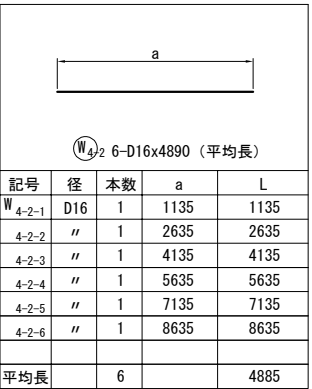 a
W4-2 6-D16x4890 (平均長)
記号 径 本数 a L
W 4-2-1 D16 1 1135 1135
4-2-2 〃 1 2635 2635
4-2-3 〃 1 4135 4135
4-2-4 〃 1 5635 5635
4-2-5 〃 1 7135 7135
4-2-6 〃 1 8635 8635
平均長 6 4885